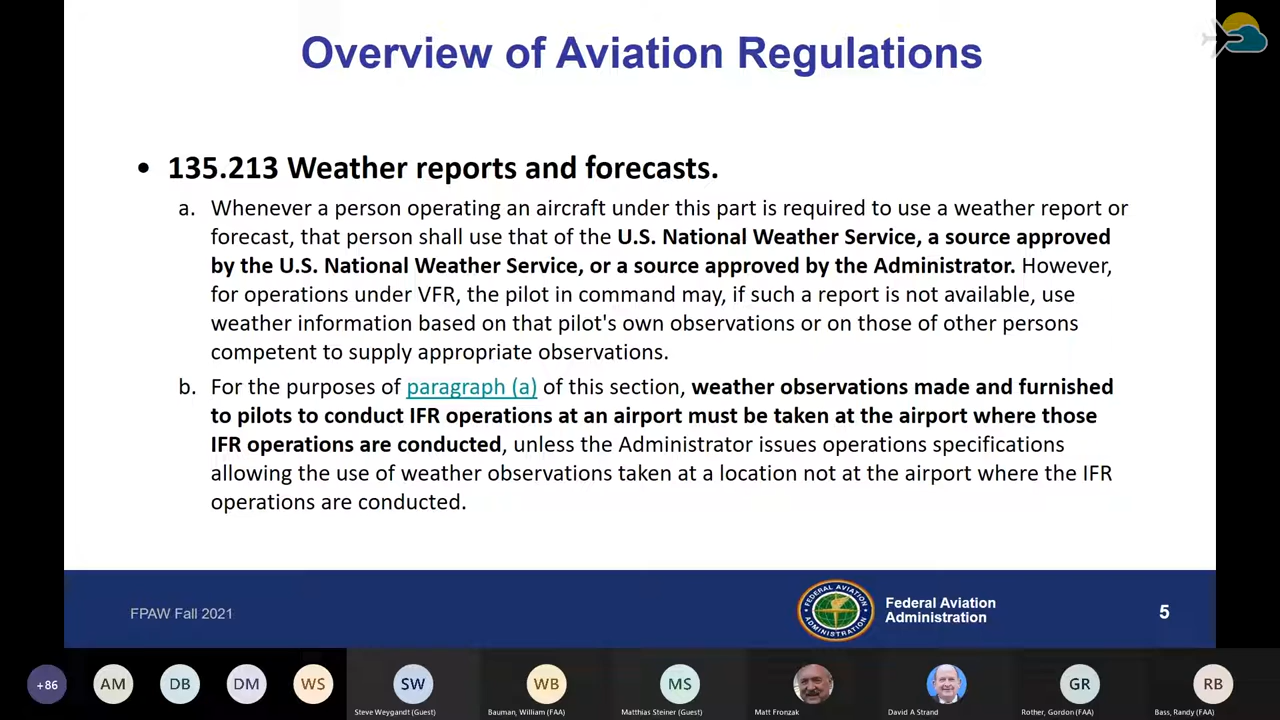 Overview of Aviation Regulations
• 135.213 Weather reports and forecasts.
a. Whenever a person operating an aircraft under this part is required to use a weather report or
forecast, that person shall use that of the U.S. National Weather Service, a source approved
by the U.S. National Weather Service, or a source approved by the Administrator. However,
for operations under VFR, the pilot in command may, if such a report is not available, use
weather information based on that pilot's own observations or on those of other persons
competent to supply appropriate observations.
b. For the purposes of paragraph (a) of this section, weather observations made and furnished
to pilots to conduct IFR operations at an airport must be taken at the airport where those
IFR operations are conducted, unless the Administrator issues operations specifications
allowing the use of weather observations taken at a location not at the airport where the IFR
operations are conducted.
FPAW Fall 2021
FEDERAL AVIATION
ADMINISTRATION
Federal Aviation
Administration
5
+86 AM DB DM WS SW WB MS GR RB
Steve Weygandt (Guest) Bauman, William (FAA) Matthias Steiner (Guest) Matt Fronzak David A Strand Rother, Gordon (FAA) Bass, Randy (FAA)